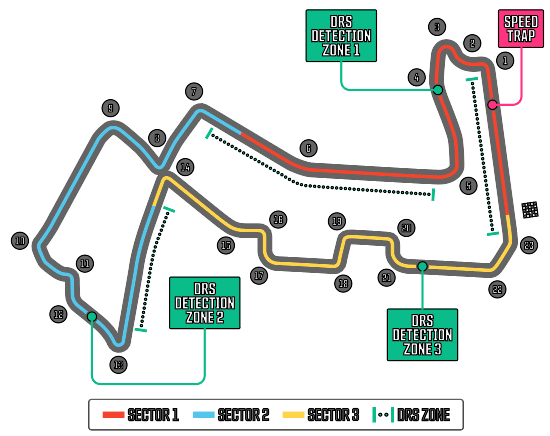 DRS
DETECTION
ZONE 1
SPEED
TRAP
3
2
1
4
7
9
6
8
14
5
16
19
20
10
11
15
17
18
21
22
23
12
13
DRS
DETECTION
ZONE 2
DRS
DETECTION
ZONE 3
SECTOR 1
SECTOR 2
SECTOR 3
DRS ZONE